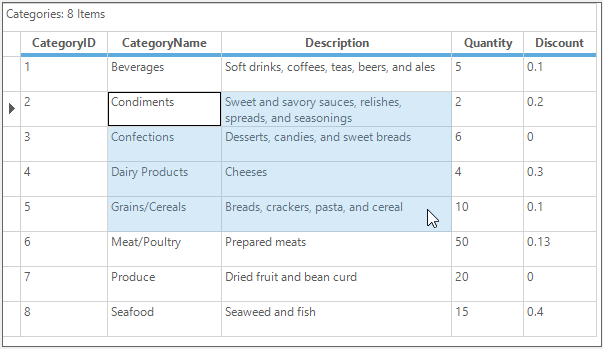 Categories: 8 Items
CategoryID CategoryName Description Quantity Discount
1 Beverages Soft drinks, coffees, teas, beers, and ales 5 0.1
2 Condiments Sweet and savory sauces, relishes, 2 0.2
spreads, and seasonings
3 Confections Desserts, candies, and sweet breads 6 0
4 Dairy Products Cheeses 4 0.3
5 Grains/Cereals Breads, crackers, pasta, and cereal 10 0.1
6 Meat/Poultry Prepared meats 50 0.13
7 Produce Dried fruit and bean curd 20 0
8 Seafood Seaweed and fish 15 0.4